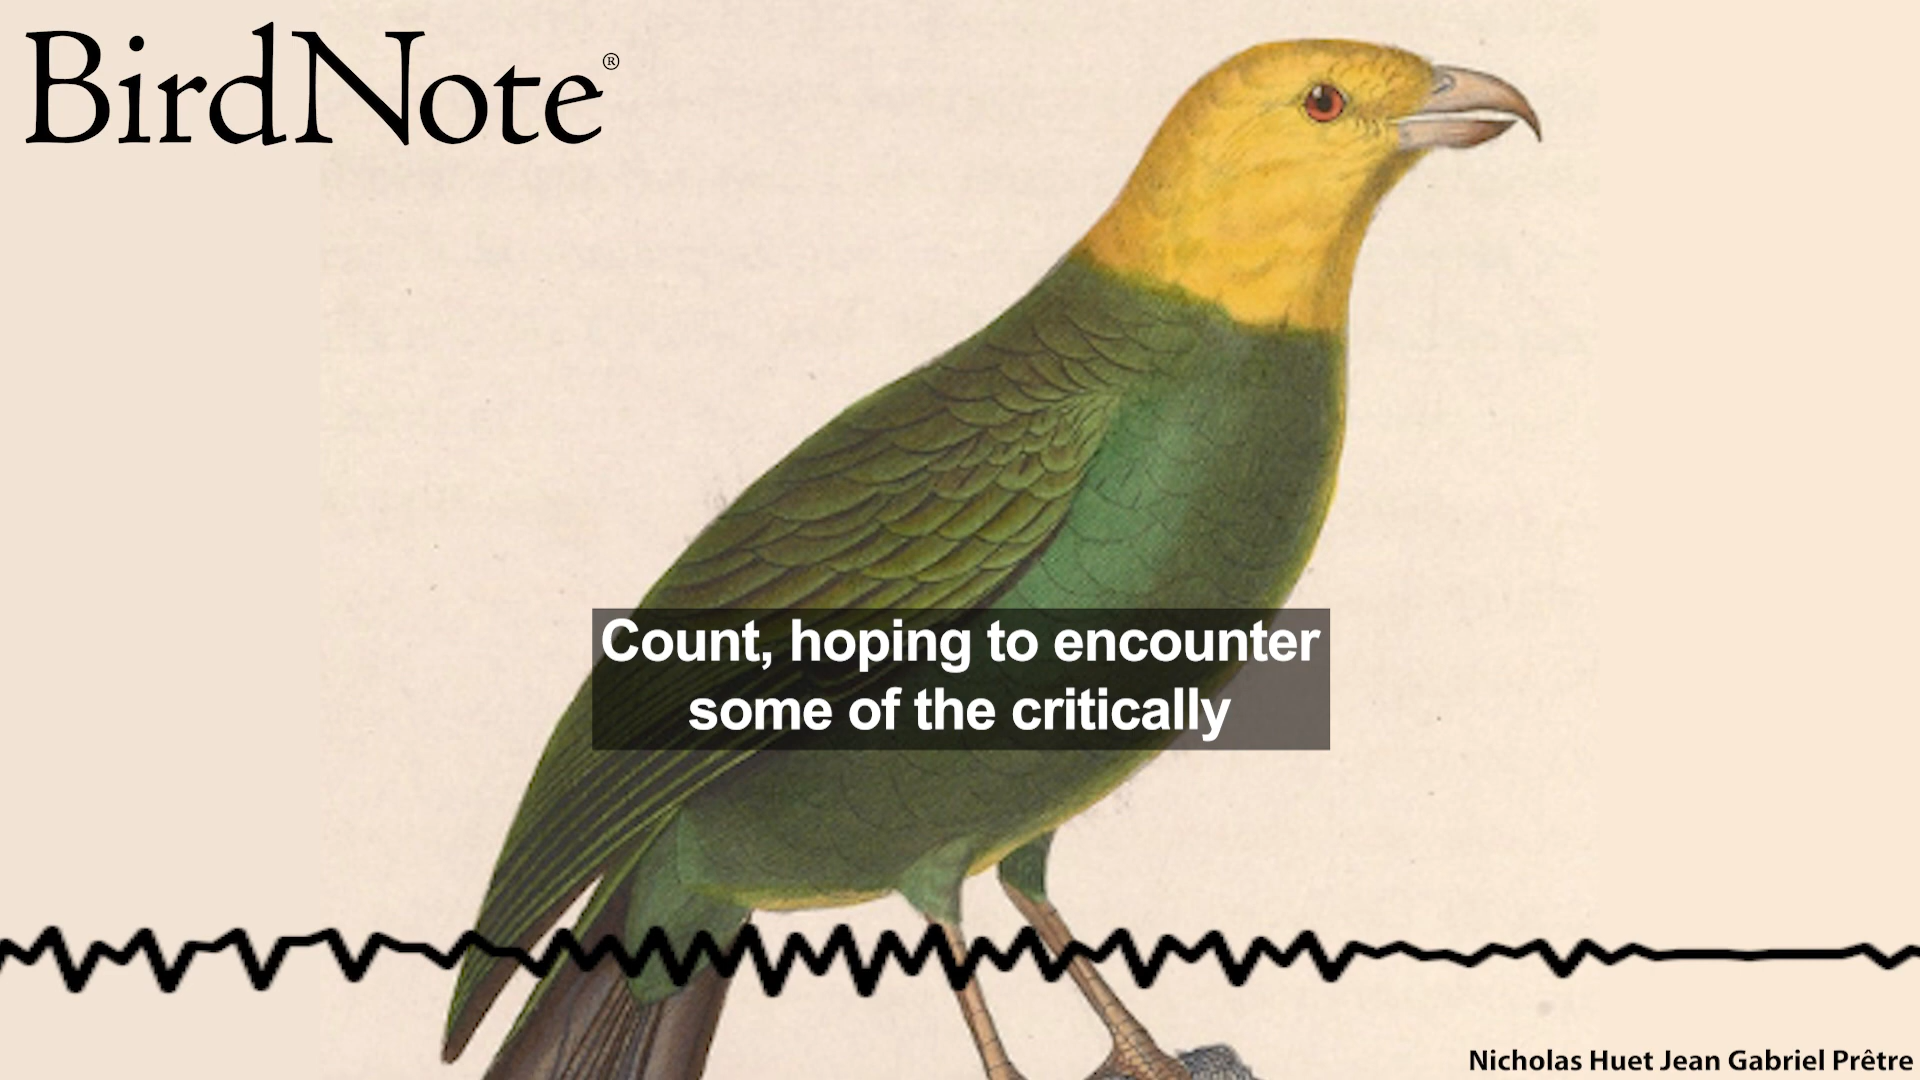 BirdNote®
Count, hoping to encounter
some of the critically
Nicholas Huet Jean Gabriel Prêtre